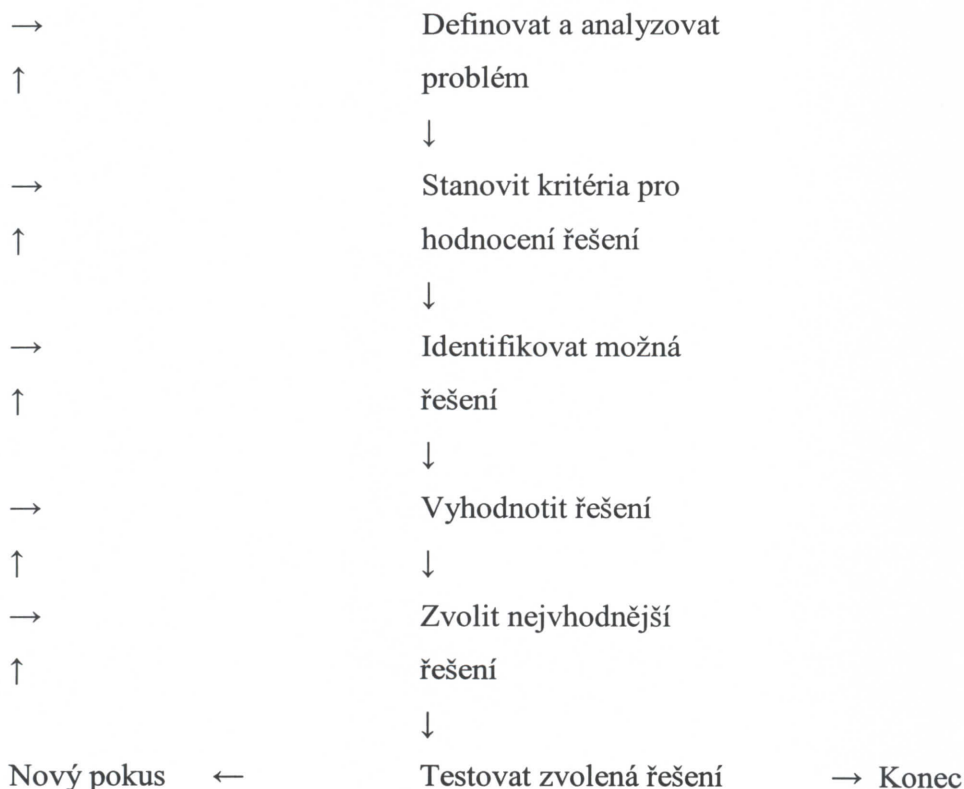 → Definovat a analyzovat
↑ problém
↓
→ Stanovit kritéria pro
↑ hodnocení řešení
↓
→ Identifikovat možná
↑ řešení
↓
→ Vyhodnotit řešení
↑ ↓
→ Zvolit nejvhodnější
↑ řešení
↓
Nový pokus ← Testovat zvolená řešení → Konec